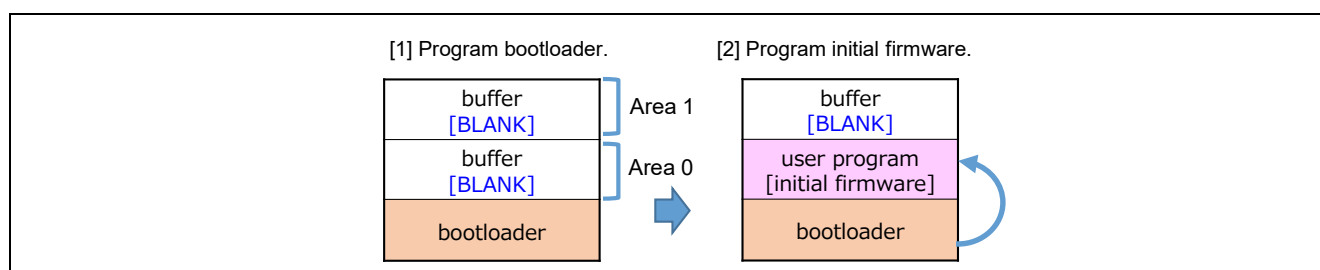 [1] Program bootloader.
buffer
[BLANK]
Area 1
buffer
[BLANK]
Area 0
bootloader
[2] Program initial firmware.
buffer
[BLANK]
user program
[initial firmware]
bootloader